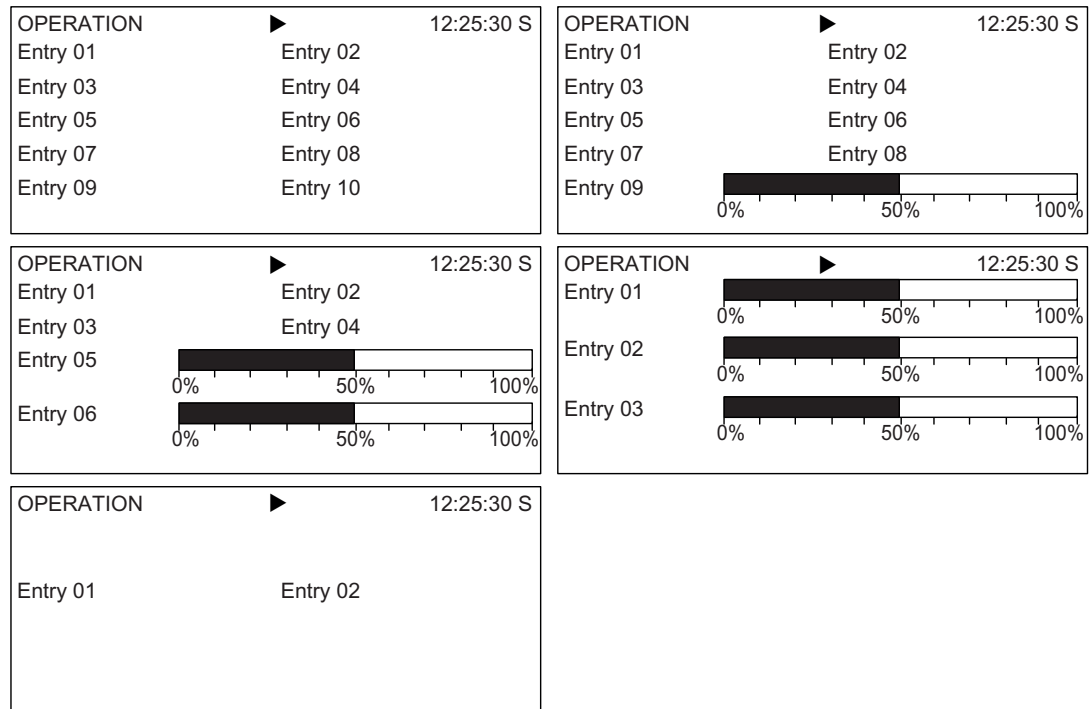 OPERATION ▶ 12:25:30 S
Entry 01 Entry 02
Entry 03 Entry 04
Entry 05 Entry 06
Entry 07 Entry 08
Entry 09 Entry 10
OPERATION ▶ 12:25:30 S
Entry 01 Entry 02
Entry 03 Entry 04
Entry 05 Entry 06
Entry 07 Entry 08
Entry 09
0% 50% 100%
OPERATION ▶ 12:25:30 S
Entry 01 Entry 02
Entry 03 Entry 04
Entry 05
0% 50% 100%
Entry 06
0% 50% 100%
OPERATION ▶ 12:25:30 S
Entry 01
0% 50% 100%
Entry 02
0% 50% 100%
Entry 03
0% 50% 100%
OPERATION ▶ 12:25:30 S
Entry 01 Entry 02